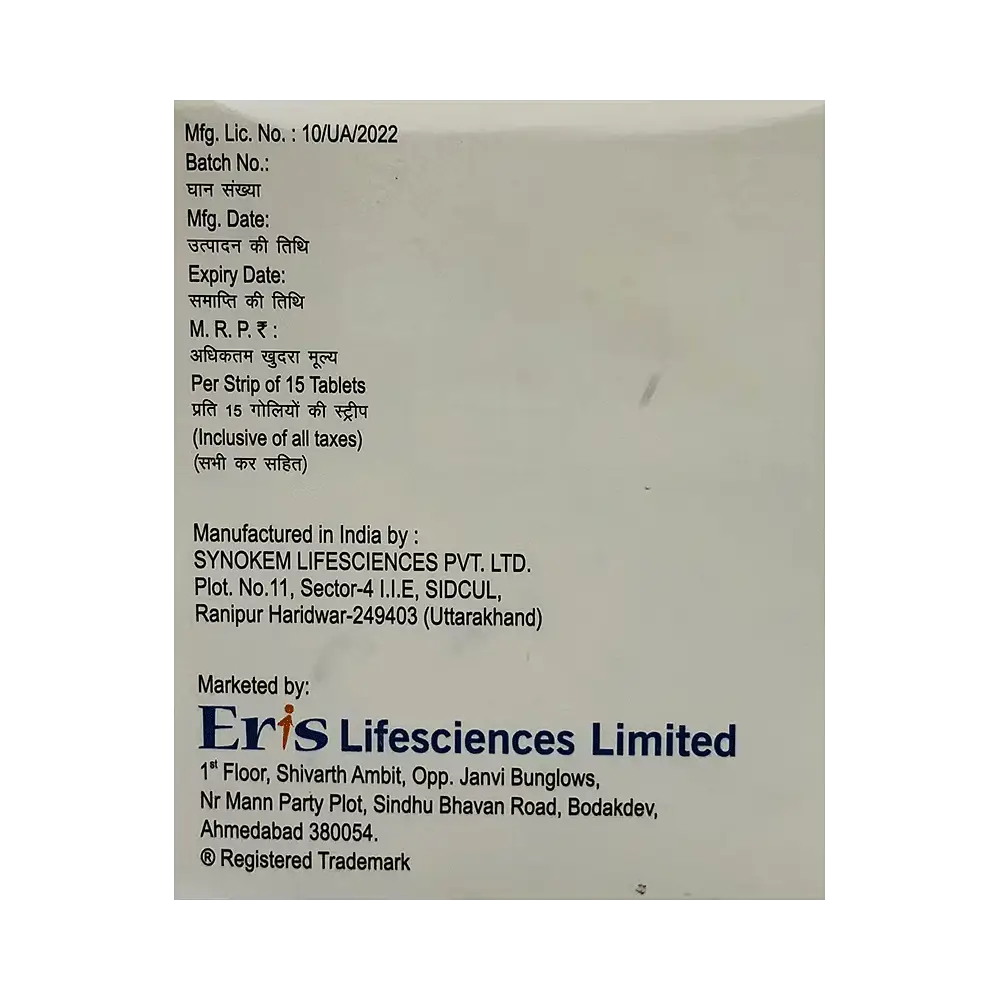 Mfg. Lic. No. : 10/UA/2022
Batch No.:
घान संख्या
Mfg. Date:
उत्पादन की तिथि
Expiry Date:
समाप्ति की तिथि
M. R. P. ₹ :
अधिकतम खुदरा मूल्य
Per Strip of 15 Tablets
प्रति 15 गोलियों की स्ट्रीप
(Inclusive of all taxes)
(सभी कर सहित)
Manufactured in India by :
SYNOKEM LIFESCIENCES PVT. LTD.
Plot. No.11, Sector-4 I.I.E, SIDCUL,
Ranipur Haridwar-249403 (Uttarakhand)
Marketed by:
Eris Lifesciences Limited
1st Floor, Shivarth Ambit, Opp. Janvi Bunglows,
Nr Mann Party Plot, Sindhu Bhavan Road, Bodakdev,
Ahmedabad 380054.
® Registered Trademark